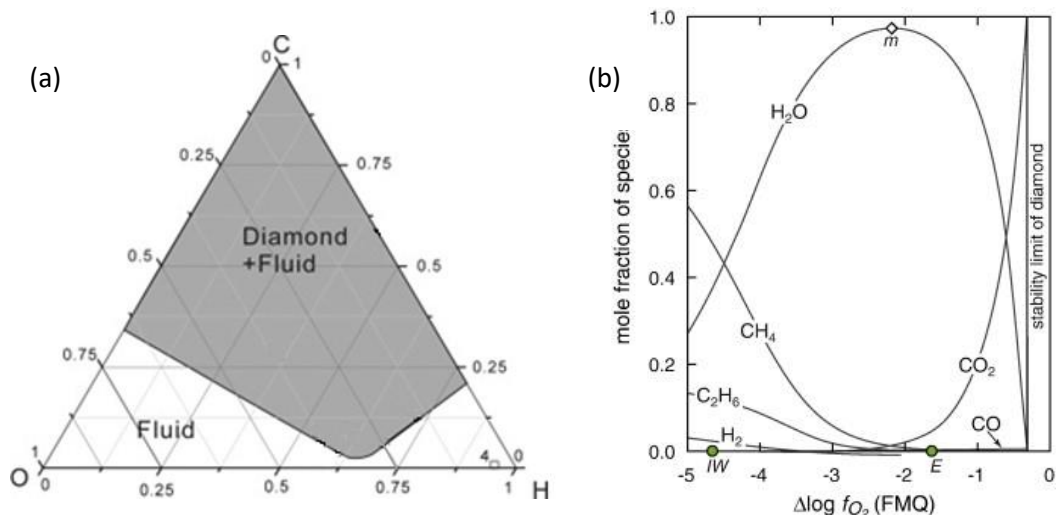 (a)
C
0 1
0.25 0.75
Diamond
+Fluid
0.5 0.5
0.75 0.25
Fluid
1 4 0
O H
0 0.25 0.5 0.75 1
(b)
mole fraction of specie
1.0
0.8
0.6
0.4
0.2
0.0
m
H2O
CH4
C2H6
H2
CO2
CO
stability limit of diamond
-5 -4 -3 -2 -1 0
IW E
Δlog fO2 (FMQ)